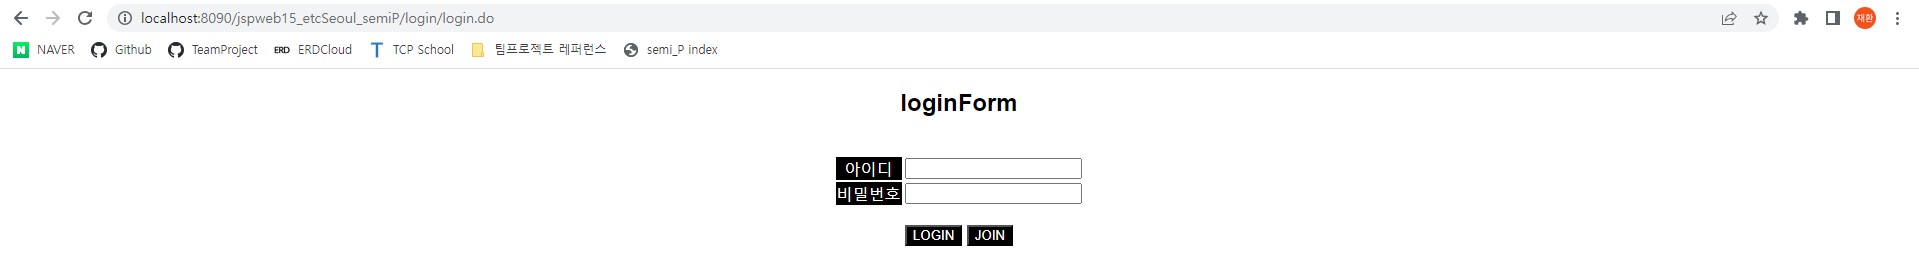 localhost:8090/jspweb15_etcSeoul_semiP/login/login.do
재환
N NAVER Github TeamProject ERD ERDCloud T TCP School 팀프로젝트 레퍼런스 semi_P index
loginForm
아이디
비밀번호
LOGIN JOIN